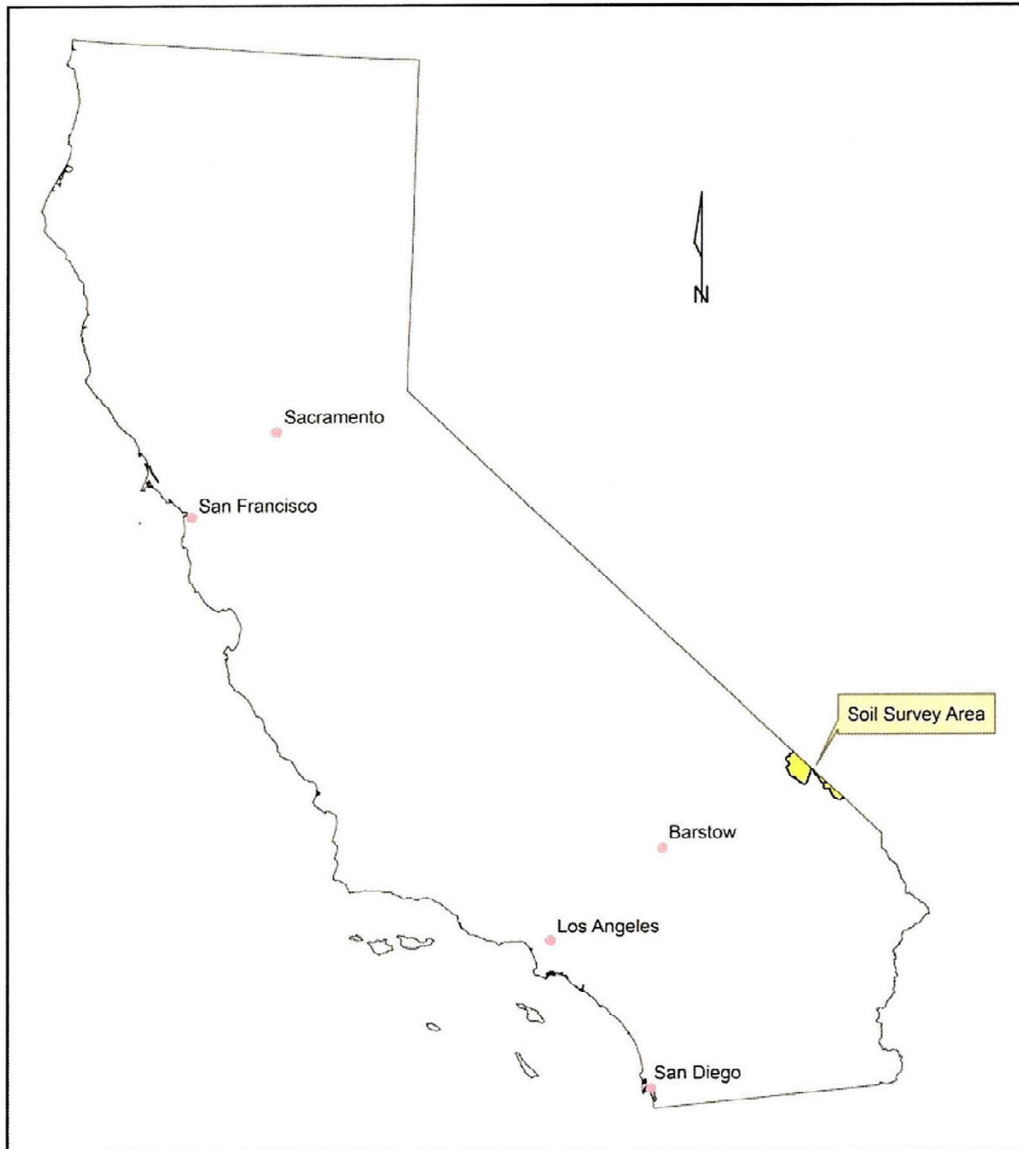 N
Sacramento
San Francisco
Soil Survey Area
Barstow
Los Angeles
San Diego